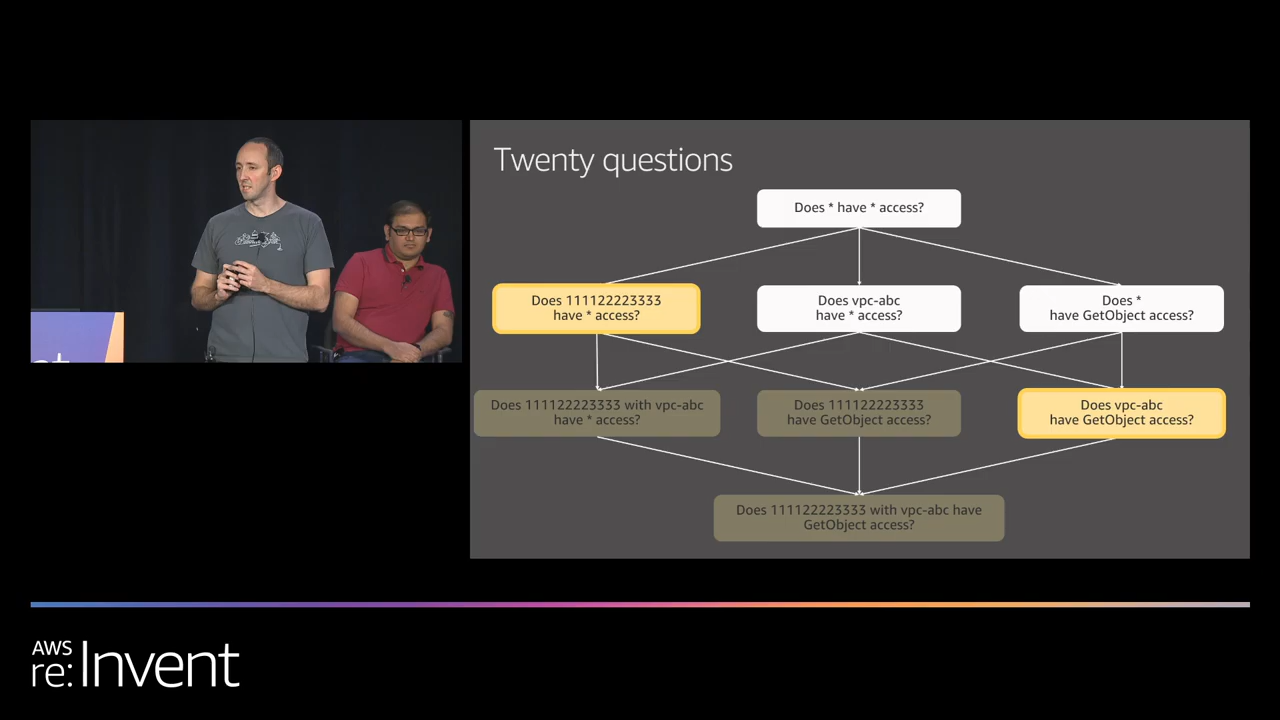 Twenty questions
Does * have * access?
Does 111122223333
have * access?
Does vpc-abc
have * access?
Does *
have GetObject access?
Does 111122223333 with vpc-abc
have * access?
Does 111122223333
have GetObject access?
Does vpc-abc
have GetObject access?
Does 111122223333 with vpc-abc have
GetObject access?
AWS
re:Invent